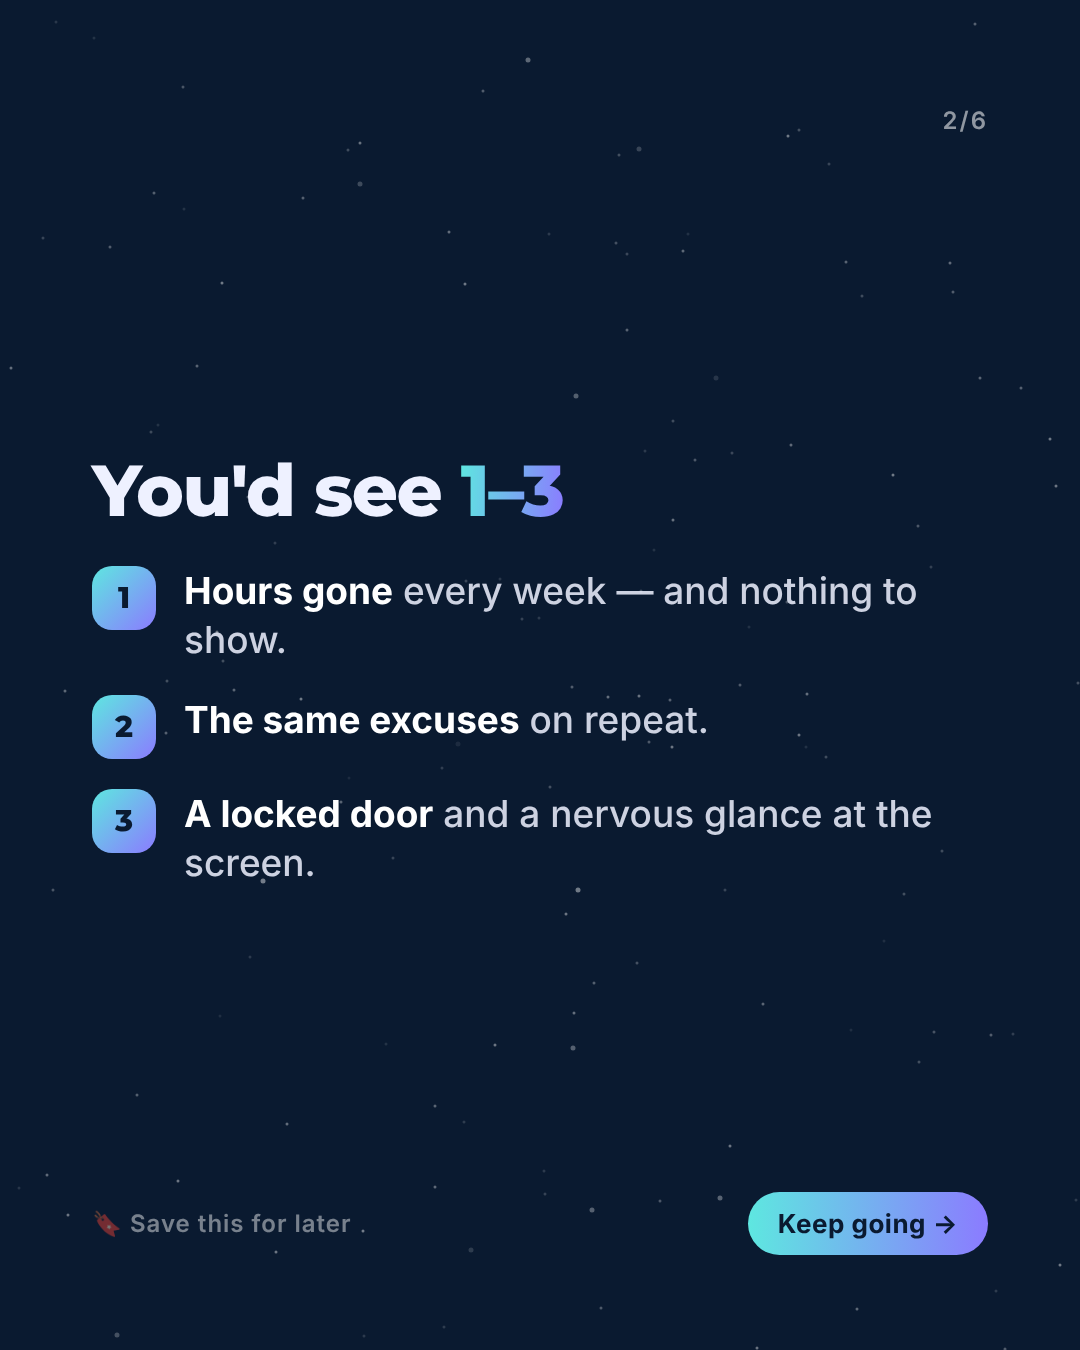 2/6
You'd see 1–3
1 Hours gone every week — and nothing to
show.
2 The same excuses on repeat.
3 A locked door and a nervous glance at the
screen.
🔖 Save this for later
Keep going →